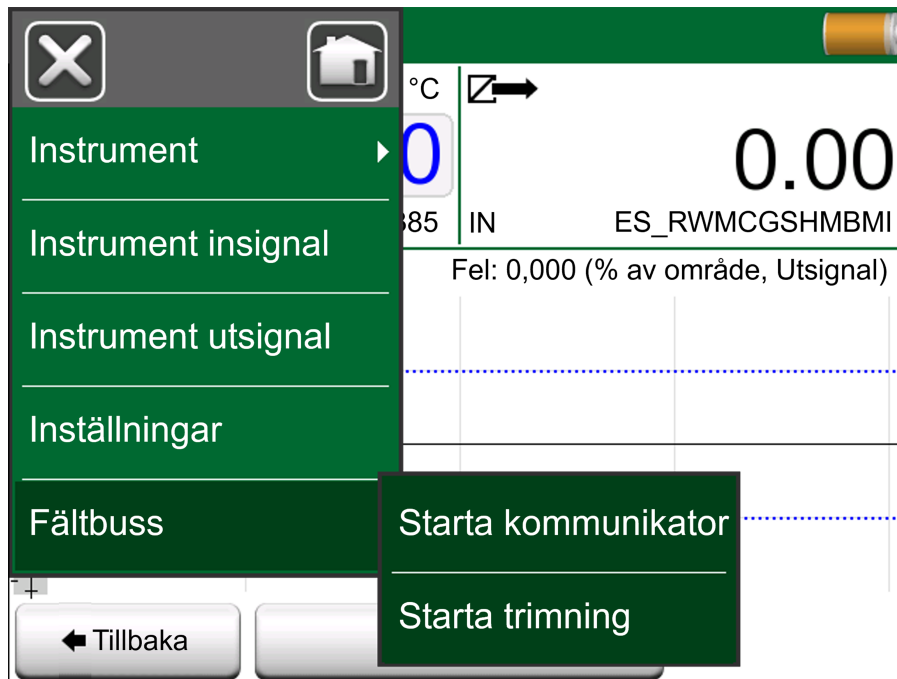 °C
Instrument
0
0.00
385
IN
ES_RWMCGSHMBMI
Instrument insignal
Fel: 0,000 (% av område, Utsignal)
Instrument utsignal
Inställningar
Fältbuss
Starta kommunikator
Starta trimning
Tillbaka